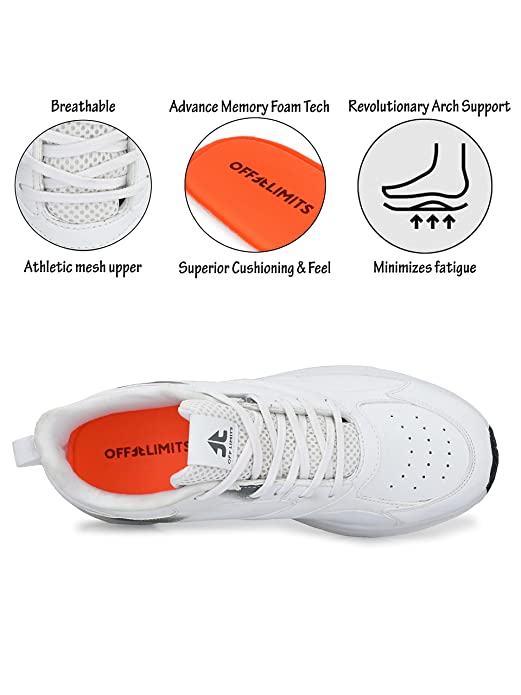 Breathable
Advance Memory Foam Tech
Revolutionary Arch Support
OFF LIMITS
Athletic mesh upper
Superior Cushioning & Feel
Minimizes fatigue
OFF LIMITS
OFF LIMITS